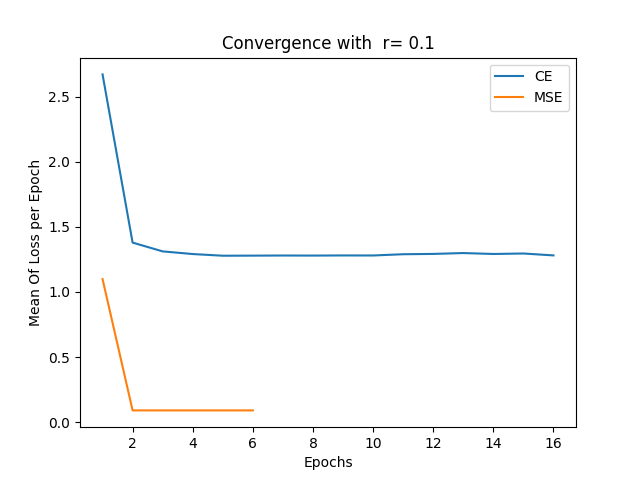 Convergence with  r= 0.1
CE
MSE
Mean Of Loss per Epoch
2.5
2.0
1.5
1.0
0.5
0.0
2 4 6 8 10 12 14 16
Epochs